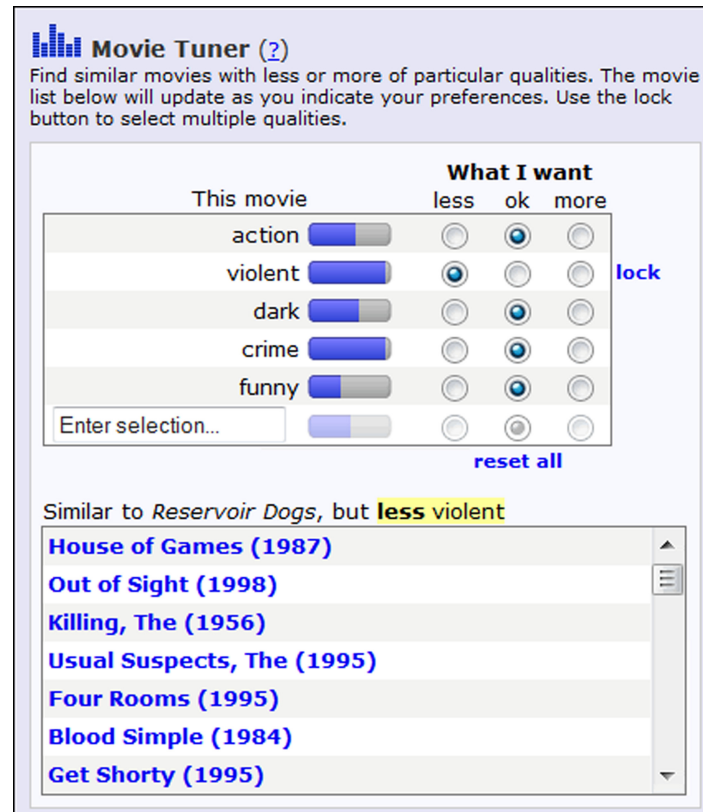 Movie Tuner (?)
Find similar movies with less or more of particular qualities. The movie
list below will update as you indicate your preferences. Use the lock
button to select multiple qualities.
What I want
This movie less ok more
action
violent lock
dark
crime
funny
Enter selection...
reset all
Similar to Reservoir Dogs, but less violent
House of Games (1987)
Out of Sight (1998)
Killing, The (1956)
Usual Suspects, The (1995)
Four Rooms (1995)
Blood Simple (1984)
Get Shorty (1995)